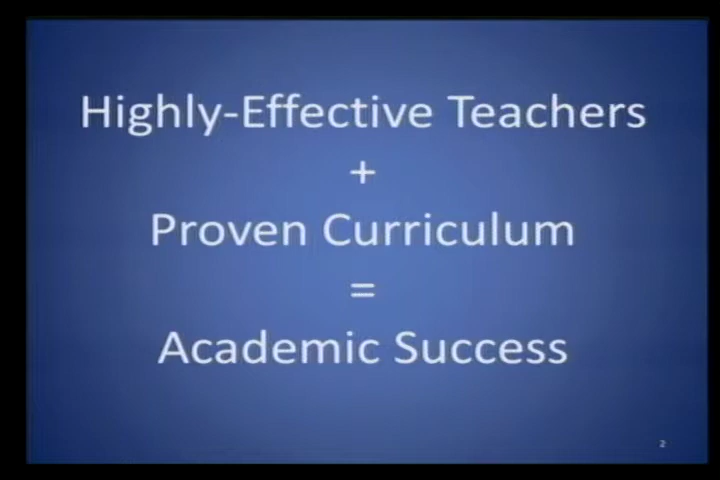 Highly-Effective Teachers
+
Proven Curriculum
=
Academic Success
2